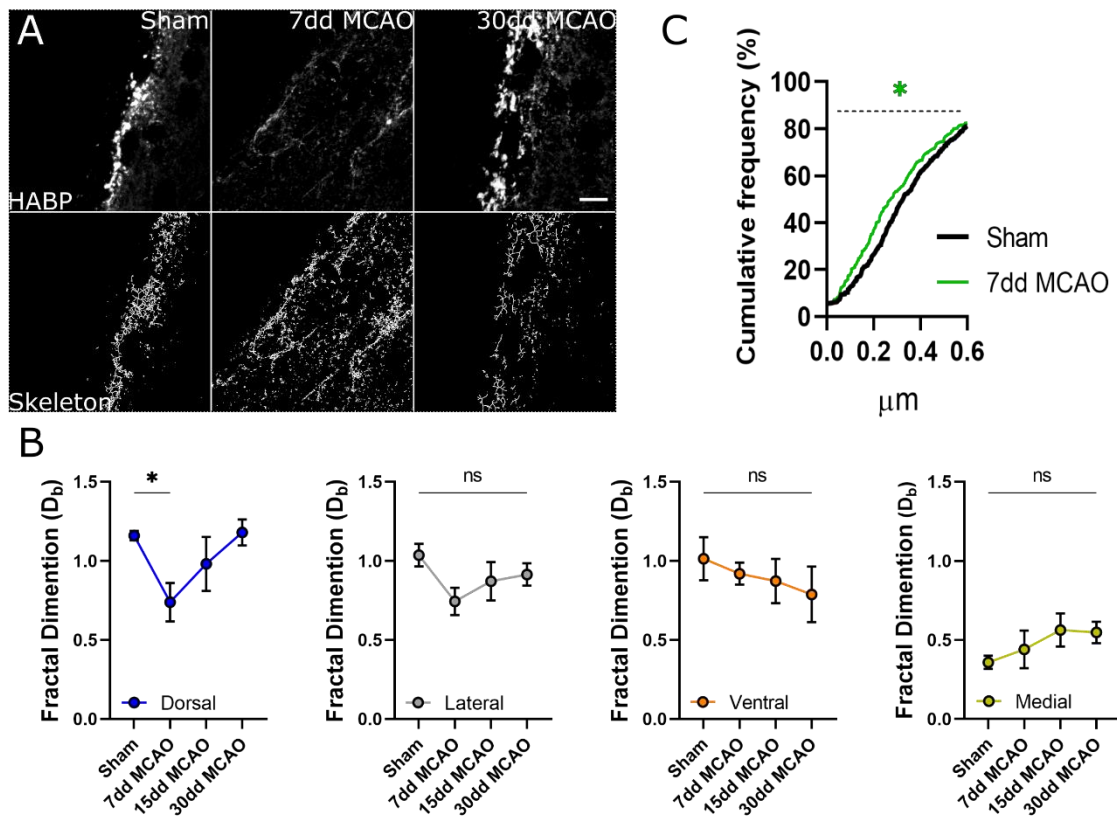 A
Sham
7dd MCAO
30dd MCAO
HABP
Skeleton
C
Cumulative frequency (%)
100
80
60
40
20
0
*
Sham
7dd MCAO
0.0 0.2 0.4 0.6
μm
B
Fractal Dimention (Db)
1.5
1.0
0.5
0.0
*
Dorsal
Sham
7dd MCAO
15dd MCAO
30dd MCAO
Fractal Dimention (Db)
1.5
1.0
0.5
0.0
ns
Lateral
Sham
7dd MCAO
15dd MCAO
30dd MCAO
Fractal Dimention (Db)
1.5
1.0
0.5
0.0
ns
Ventral
Sham
7dd MCAO
15dd MCAO
30dd MCAO
Fractal Dimention (Db)
1.5
1.0
0.5
0.0
ns
Medial
Sham
7dd MCAO
15dd MCAO
30dd MCAO